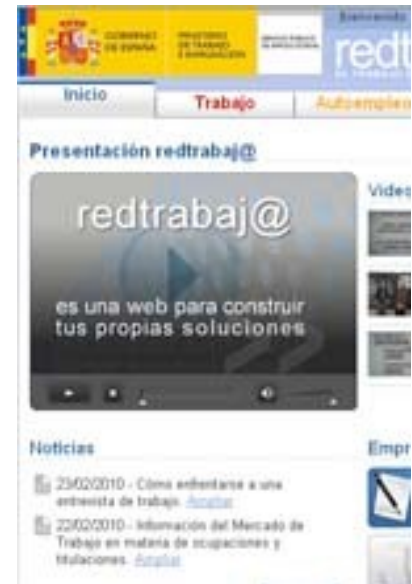 Bienvenido
GOBIERNO
DE ESPAÑA
MINISTERIO
DE TRABAJO
E INMIGRACIÓN
redt
Inicio
Trabajo
Autoempleo
Presentación redtrabaj@
redtrabaj@
es una web para construir
tus propias soluciones
Video
Noticias
23/02/2010 - Cómo enfrentarse a una
entrevista de trabajo. Ampliar
22/02/2010 - Información del Mercado de
Trabajo en materia de ocupaciones y
titulaciones. Ampliar
Empr